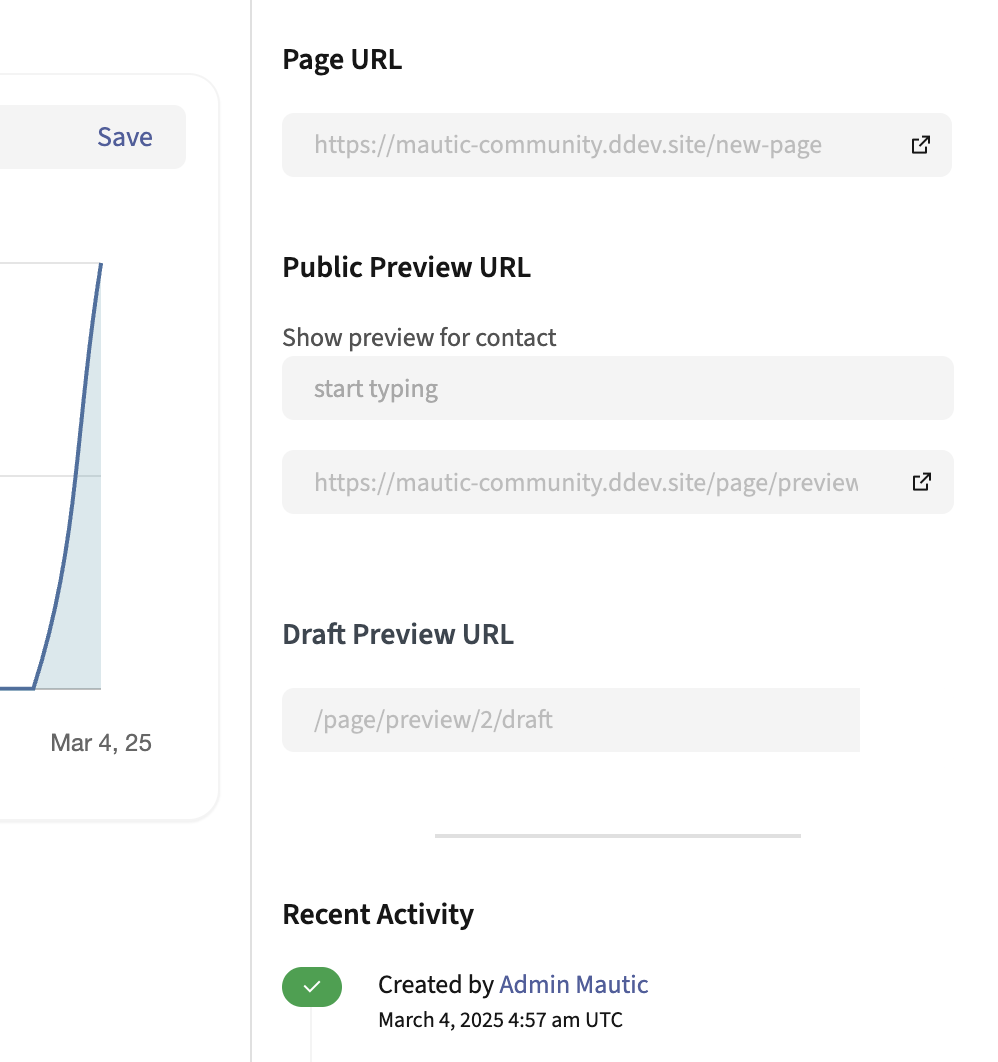 Save
Mar 4, 25
Page URL
https://mautic-community.ddev.site/new-page
Public Preview URL
Show preview for contact
start typing
https://mautic-community.ddev.site/page/preview
Draft Preview URL
/page/preview/2/draft
Recent Activity
Created by Admin Mautic
March 4, 2025 4:57 am UTC